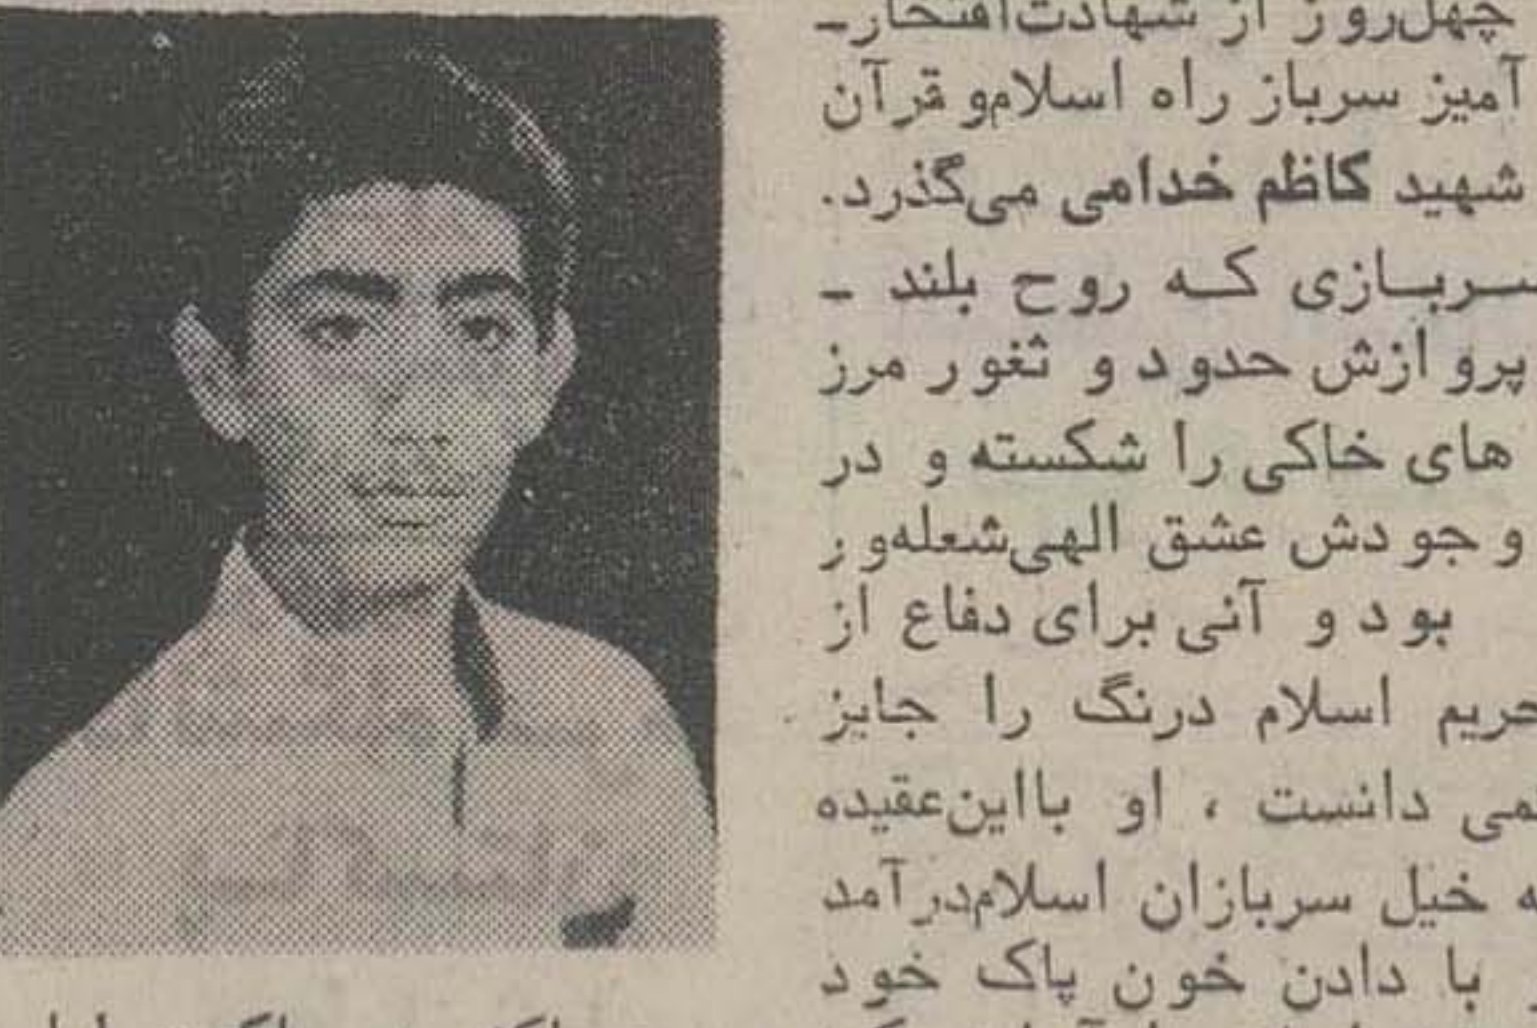 چهل‌روز از شهادت‌افتخار-
آمیز سرباز راه اسلام‌و قرآن
شهید کاظم خدامی می‌گذرد.
سربازی که روح بلند -
پروازش حدود و ثغور مرز
های خاکی را شکسته و در
وجودش عشق الهی‌شعله‌ور
بود و آنی برای دفاع از
حریم اسلام درنگ را جایز
دانست ، او بااین‌عقیده
خیل سربازان اسلام‌درآمد
با دادن خون پاک خود